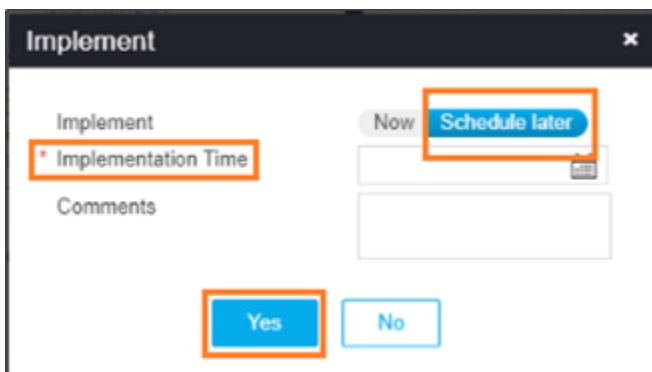 Implement
Implement Now Schedule later
* Implementation Time
Comments
Yes No